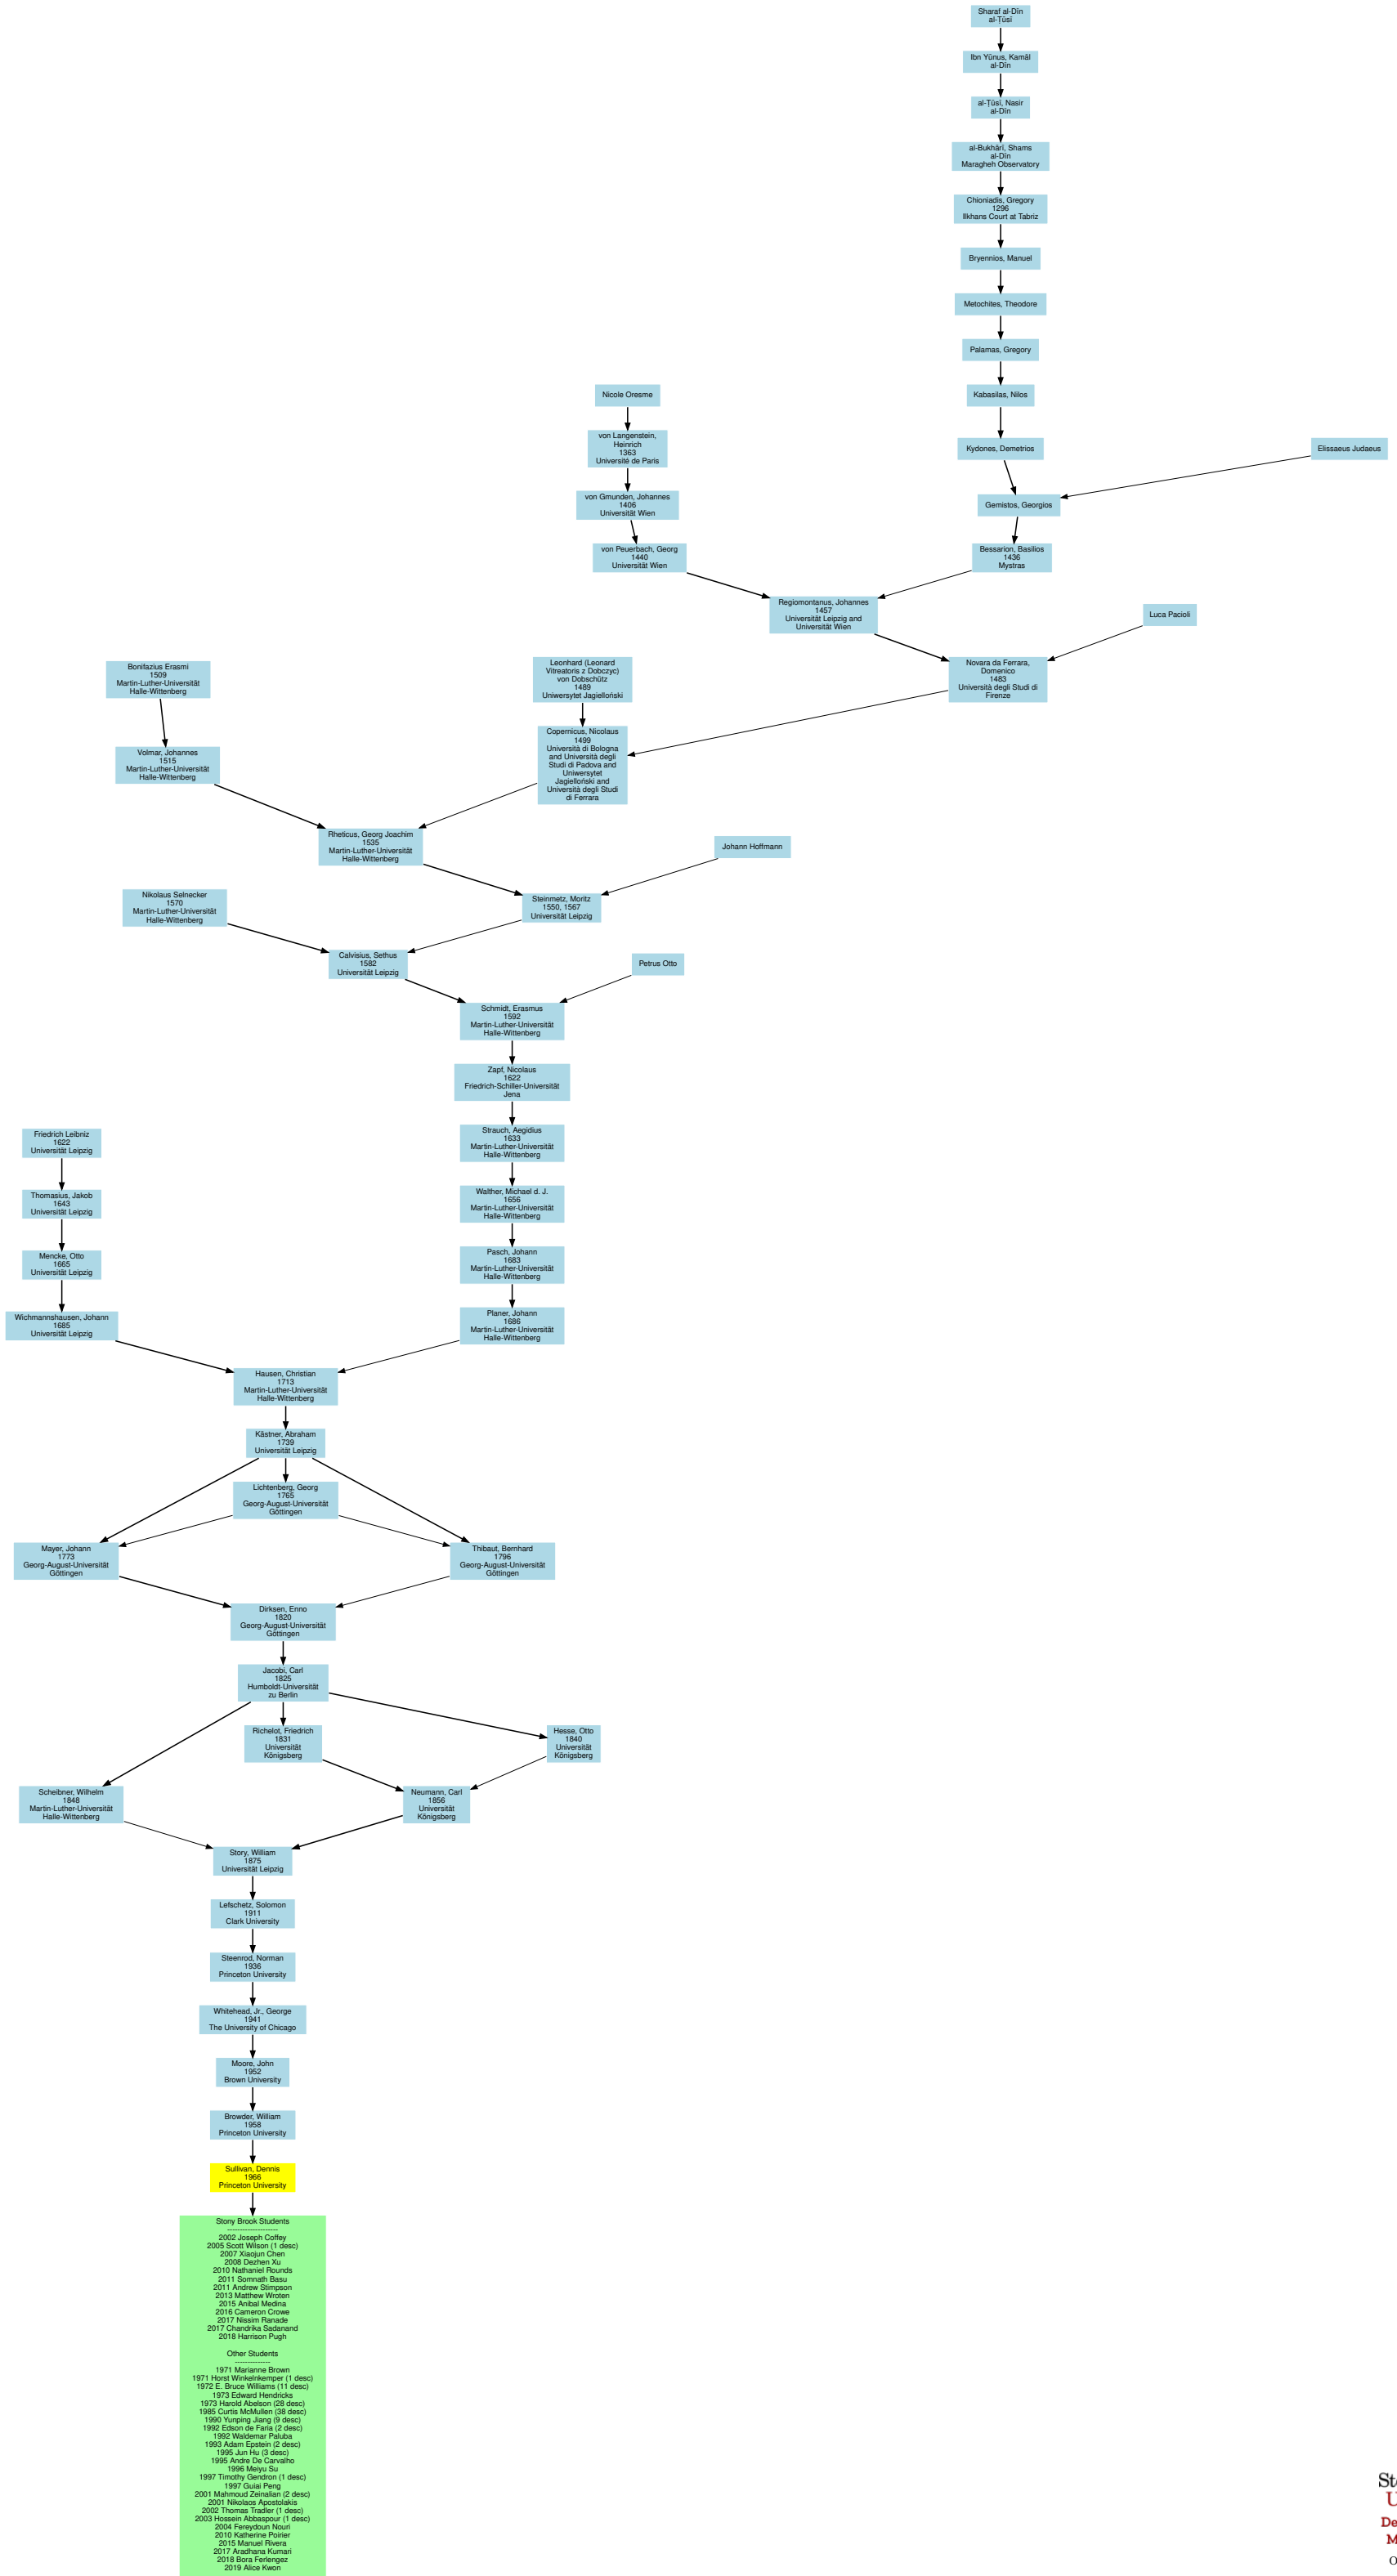 Sharaf al-Dīn
al-Ṭūsī
Ibn Yūnus, Kamāl
al-Dīn
al-Ṭūsī, Nasir
al-Dīn
al-Bukhārī, Shams
al-Dīn
Maragheh Observatory
Chioniadis, Gregory
1296
Ilkhans Court at Tabriz
Bryennios, Manuel
Metochites, Theodore
Palamas, Gregory
Nicole Oresme
Kabasilas, Nilos
von Langenstein,
Heinrich
1363
Université de Paris
Kydones, Demetrios
Elissaeus Judaeus
von Gmunden, Johannes
1406
Universität Wien
Gemistos, Georgios
von Peuerbach, Georg
1440
Universität Wien
Bessarion, Basilios
1436
Mystras
Regiomontanus, Johannes
1457
Universität Leipzig and
Universität Wien
Luca Pacioli
Bonifazius Erasmi
1509
Martin-Luther-Universität
Halle-Wittenberg
Leonhard (Leonard
Vitreatoris z Dobczyc)
von Dobschütz
1489
Uniwersytet Jagielloński
Novara da Ferrara,
Domenico
1483
Università degli Studi di
Firenze
Volmar, Johannes
1515
Martin-Luther-Universität
Halle-Wittenberg
Copernicus, Nicolaus
1499
Università di Bologna
and Università degli
Studi di Padova and
Uniwersytet
Jagielloński and
Università degli Studi
di Ferrara
Rheticus, Georg Joachim
1535
Martin-Luther-Universität
Halle-Wittenberg
Johann Hoffmann
Nikolaus Selnecker
1570
Martin-Luther-Universität
Halle-Wittenberg
Steinmetz, Moritz
1550, 1567
Universität Leipzig
Calvisius, Sethus
1582
Universität Leipzig
Petrus Otto
Schmidt, Erasmus
1592
Martin-Luther-Universität
Halle-Wittenberg
Zapf, Nicolaus
1622
Friedrich-Schiller-Universität
Jena
Friedrich Leibniz
1622
Universität Leipzig
Strauch, Aegidius
1633
Martin-Luther-Universität
Halle-Wittenberg
Thomasius, Jakob
1643
Universität Leipzig
Walther, Michael d. J.
1656
Martin-Luther-Universität
Halle-Wittenberg
Mencke, Otto
1665
Universität Leipzig
Pasch, Johann
1683
Martin-Luther-Universität
Halle-Wittenberg
Wichmannshausen, Johann
1685
Universität Leipzig
Planer, Johann
1686
Martin-Luther-Universität
Halle-Wittenberg
Hausen, Christian
1713
Martin-Luther-Universität
Halle-Wittenberg
Kästner, Abraham
1739
Universität Leipzig
Lichtenberg, Georg
1765
Georg-August-Universität
Göttingen
Mayer, Johann
1773
Georg-August-Universität
Göttingen
Thibaut, Bernhard
1796
Georg-August-Universität
Göttingen
Dirksen, Enno
1820
Georg-August-Universität
Göttingen
Jacobi, Carl
1825
Humboldt-Universität
zu Berlin
Richelot, Friedrich
1831
Universität
Königsberg
Hesse, Otto
1840
Universität
Königsberg
Scheibner, Wilhelm
1848
Martin-Luther-Universität
Halle-Wittenberg
Neumann, Carl
1856
Universität
Königsberg
Story, William
1875
Universität Leipzig
Lefschetz, Solomon
1911
Clark University
Steenrod, Norman
1936
Princeton University
Whitehead, Jr., George
1941
The University of Chicago
Moore, John
1952
Brown University
Browder, William
1958
Princeton University
Sullivan, Dennis
1966
Princeton University
Stony Brook Students
--------------------
2002 Joseph Coffey
2005 Scott Wilson (1 desc)
2007 Xiaojun Chen
2008 Dezhen Xu
2010 Nathaniel Rounds
2011 Somnath Basu
2011 Andrew Stimpson
2013 Matthew Wroten
2015 Anibal Medina
2016 Cameron Crowe
2017 Nissim Ranade
2017 Chandrika Sadanand
2018 Harrison Pugh
Other Students
--------------
1971 Marianne Brown
1971 Horst Winkelnkemper (1 desc)
1972 E. Bruce Williams (11 desc)
1973 Edward Hendricks
1973 Harold Abelson (28 desc)
1985 Curtis McMullen (38 desc)
1990 Yunping Jiang (9 desc)
1992 Edson de Faria (2 desc)
1992 Waldemar Paluba
1993 Adam Epstein (2 desc)
1995 Jun Hu (3 desc)
1995 Andre De Carvalho
1996 Meiyu Su
1997 Timothy Gendron (1 desc)
1997 Guiai Peng
2001 Mahmoud Zeinalian (2 desc)
2001 Nikolaos Apostolakis
2002 Thomas Tradler (1 desc)
2003 Hossein Abbaspour (1 desc)
2004 Fereydoun Nouri
2010 Katherine Poirier
2015 Manuel Rivera
2017 Aradhana Kumari
2018 Bora Ferlengez
2019 Alice Kwon